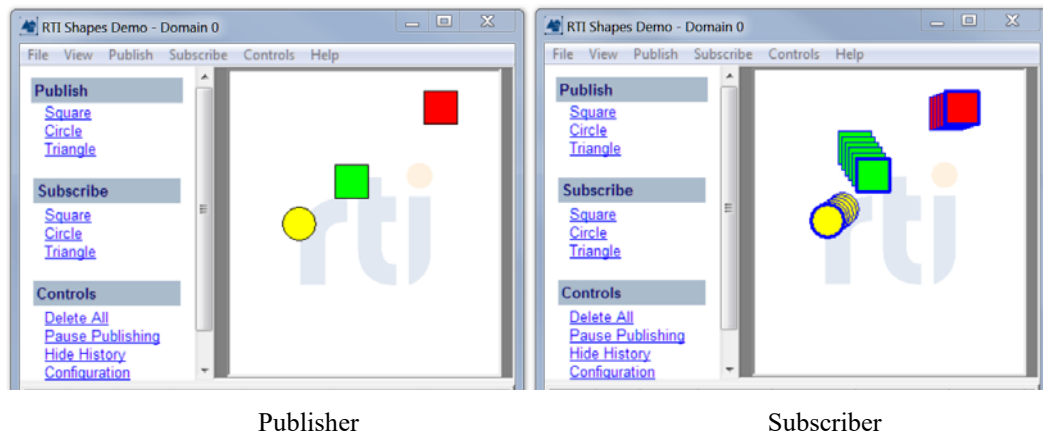 RTI Shapes Demo - Domain 0
File View Publish Subscribe Controls Help
Publish
Square
Circle
Triangle
Subscribe
Square
Circle
Triangle
Controls
Delete All
Pause Publishing
Hide History
Configuration
rti
Publisher
RTI Shapes Demo - Domain 0
File View Publish Subscribe Controls Help
Publish
Square
Circle
Triangle
Subscribe
Square
Circle
Triangle
Controls
Delete All
Pause Publishing
Hide History
Configuration
rti
Subscriber